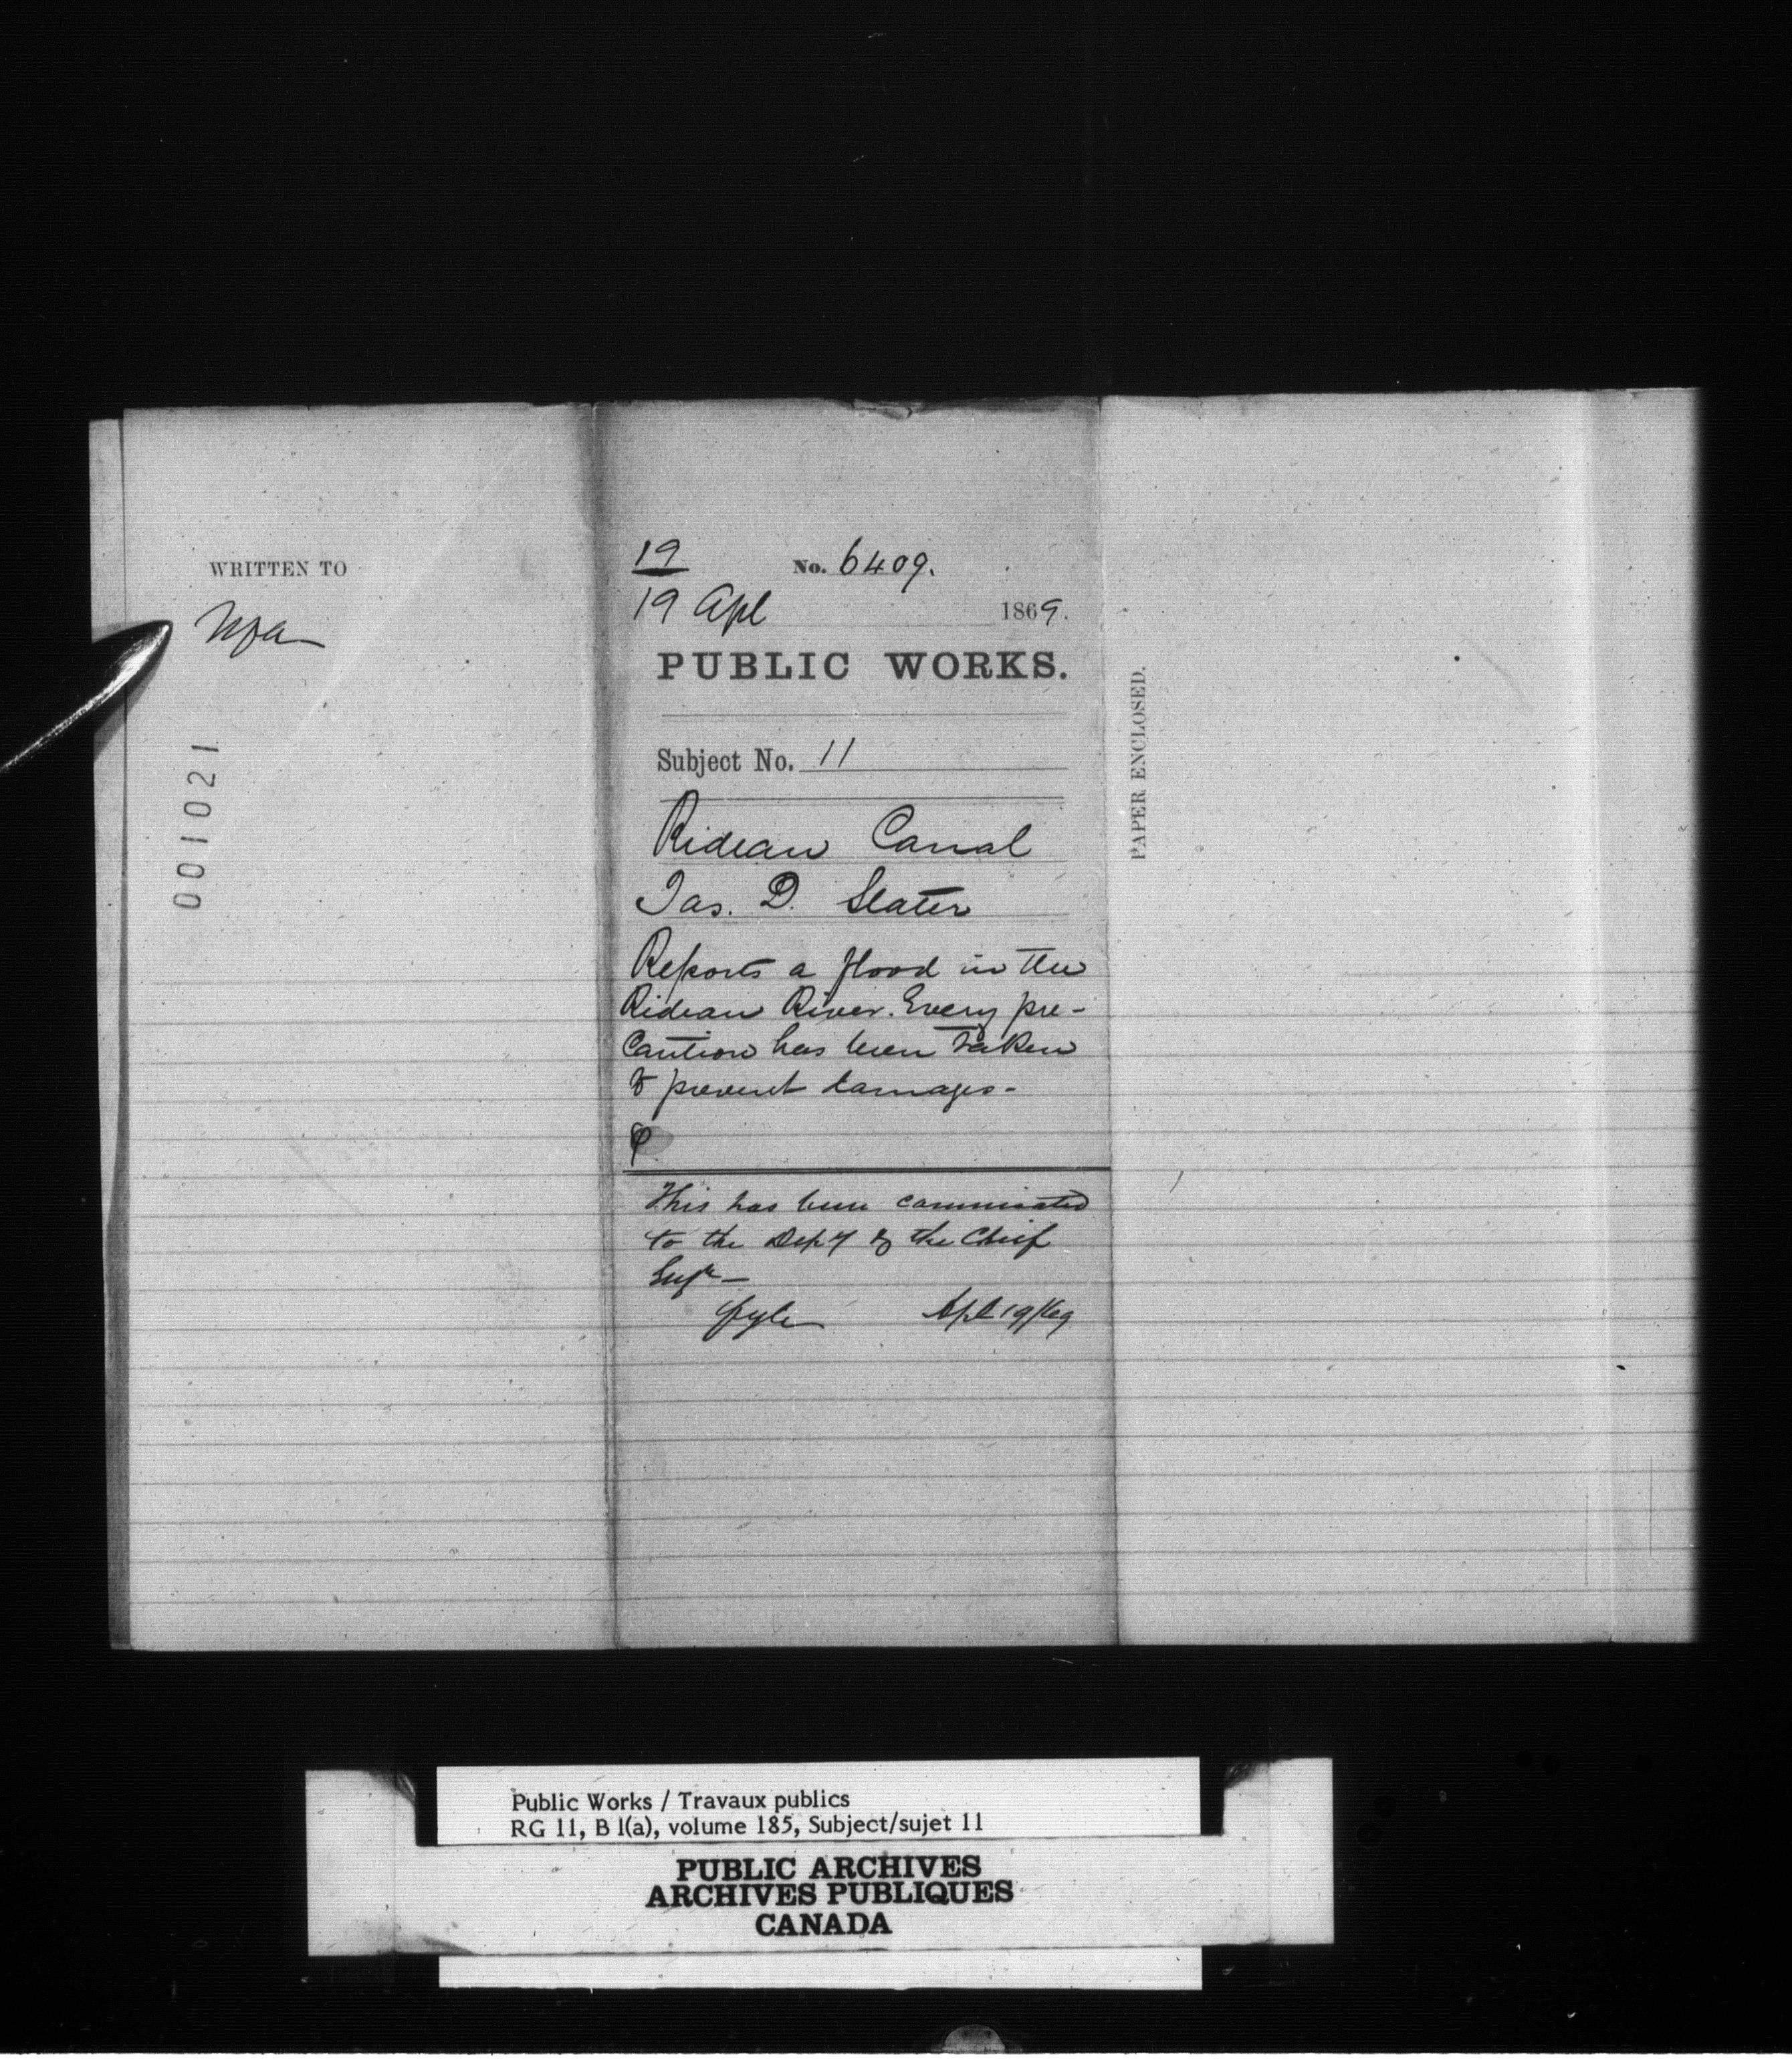 WRITTEN TO
001021
19
No. 6409.
19 Apl 1869.
PUBLIC WORKS.
Subject No. 11
Rideau Canal
Jas. D. Slater
Reports a flood in the
Rideau River. Every pre-
caution has been taken
to prevent damages-
This has been communicated
to the Dept by the Chief
Apl 19/69
PAPER ENCLOSED.
Public Works / Travaux publics
RG 11, B 1(a), volume 185, Subject/sujet 11
PUBLIC ARCHIVES
ARCHIVES PUBLIQUES
CANADA